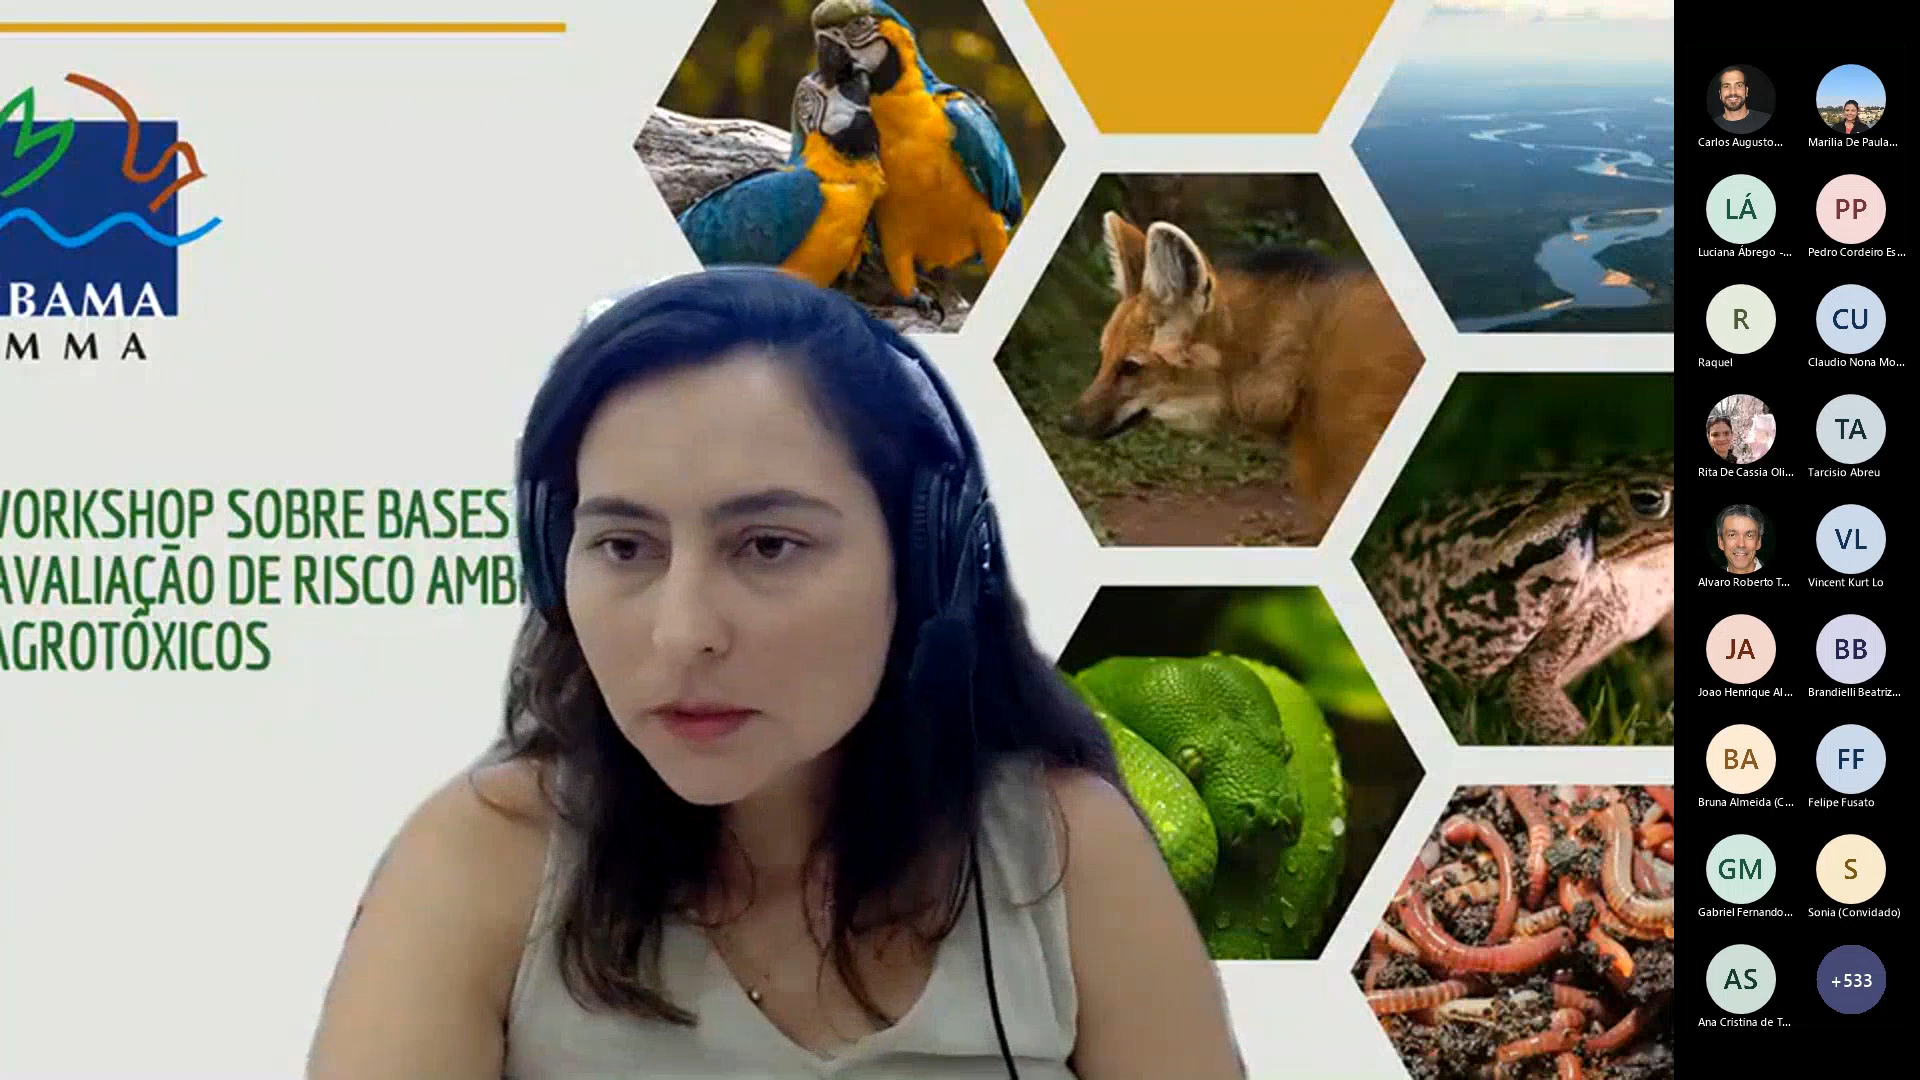 BAMA
MMA
WORKSHOP SOBRE BASES
AVALIAÇÃO DE RISCO AMB
AGROTÓXICOS
Carlos Augusto...
Marilia De Paula...
LÁ
Luciana Ábrego -...
PP
Pedro Cordeiro Es...
R
Raquel
CU
Claudio Nona Mo...
Rita De Cassia Oli...
TA
Tarcisio Abreu
Alvaro Roberto T...
VL
Vincent Kurt Lo
JA
Joao Henrique Al...
BB
Brandielli Beatriz...
BA
Bruna Almeida (C...
FF
Felipe Fusato
GM
Gabriel Fernando...
S
Sonia (Convidado)
AS
Ana Cristina de T...
+533